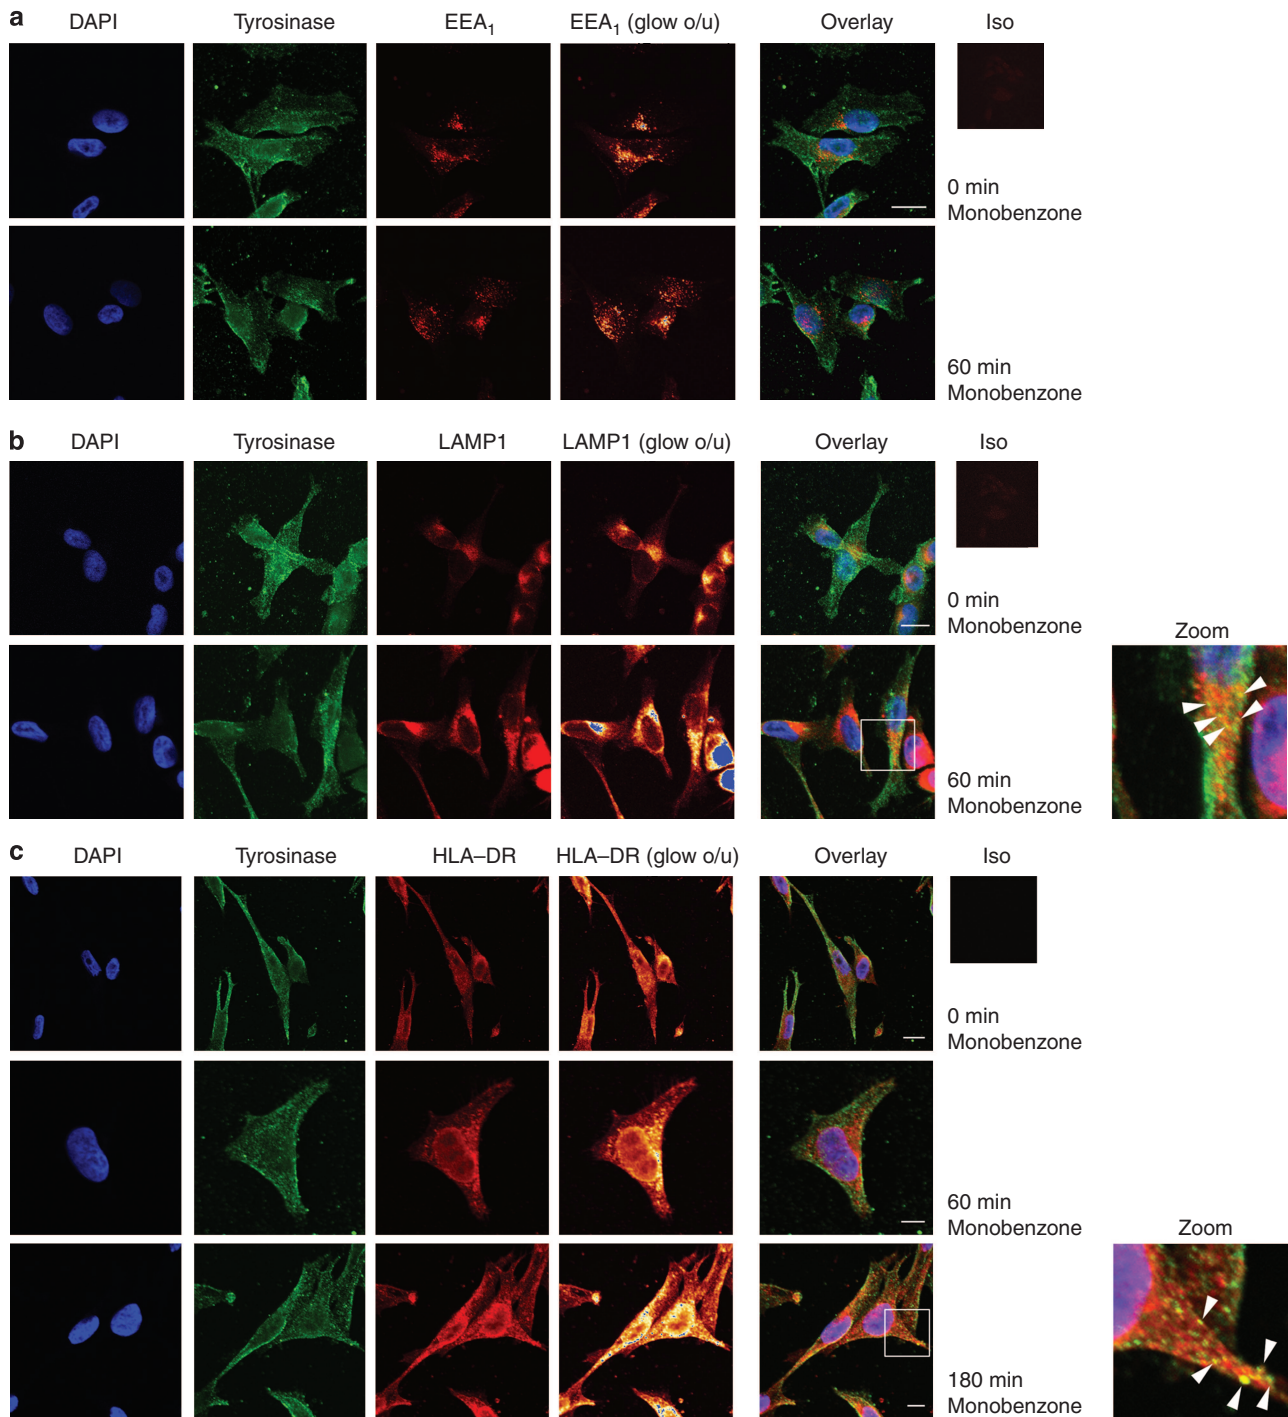 a
DAPI Tyrosinase EEA1 EEA1 (glow o/u) Overlay Iso
0 min
Monobenzone
60 min
Monobenzone
b
DAPI Tyrosinase LAMP1 LAMP1 (glow o/u) Overlay Iso
0 min
Monobenzone
Zoom
60 min
Monobenzone
c
DAPI Tyrosinase HLA–DR HLA–DR (glow o/u) Overlay Iso
0 min
Monobenzone
60 min
Monobenzone
Zoom
180 min
Monobenzone